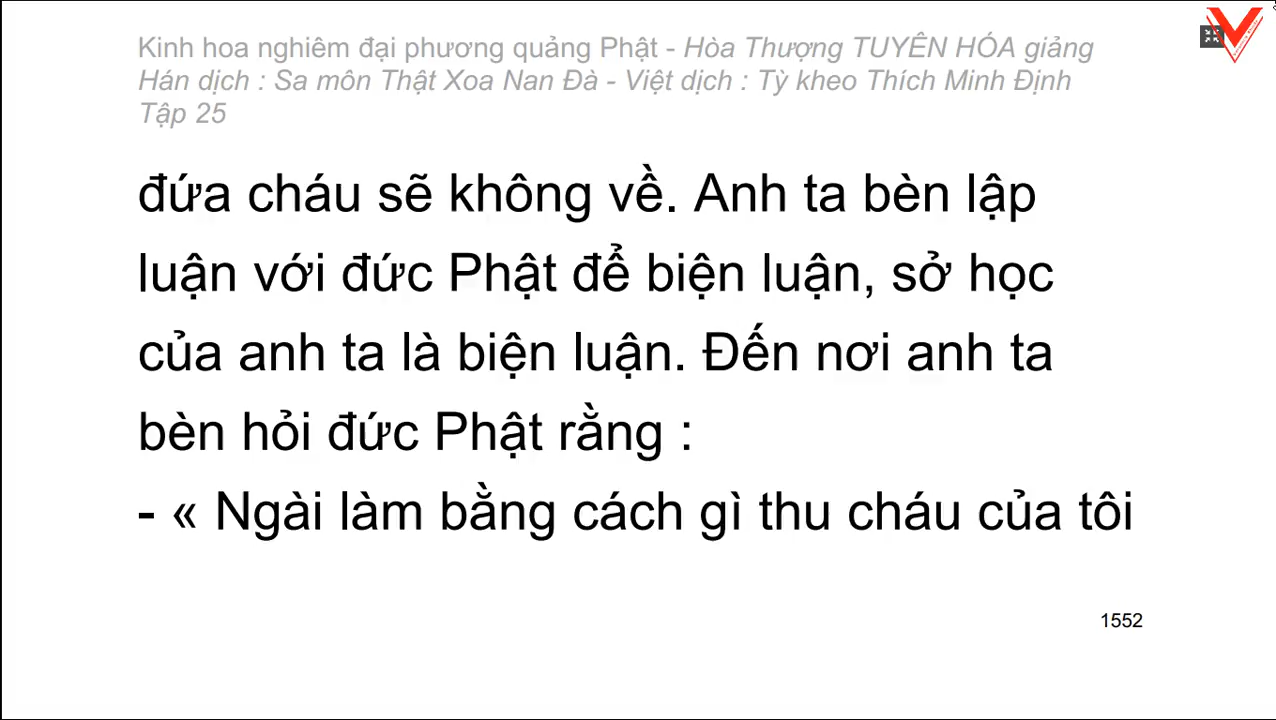 Kinh hoa nghiêm đại phương quảng Phật - Hòa Thượng TUYÊN HÓA giảng
Hán dịch : Sa môn Thật Xoa Nan Đà - Việt dịch : Tỳ kheo Thích Minh Định
Tập 25
đứa cháu sẽ không về. Anh ta bèn lập
luận với đức Phật để biện luận, sở học
của anh ta là biện luận. Đến nơi anh ta
bèn hỏi đức Phật rằng :
- « Ngài làm bằng cách gì thu cháu của tôi
1552